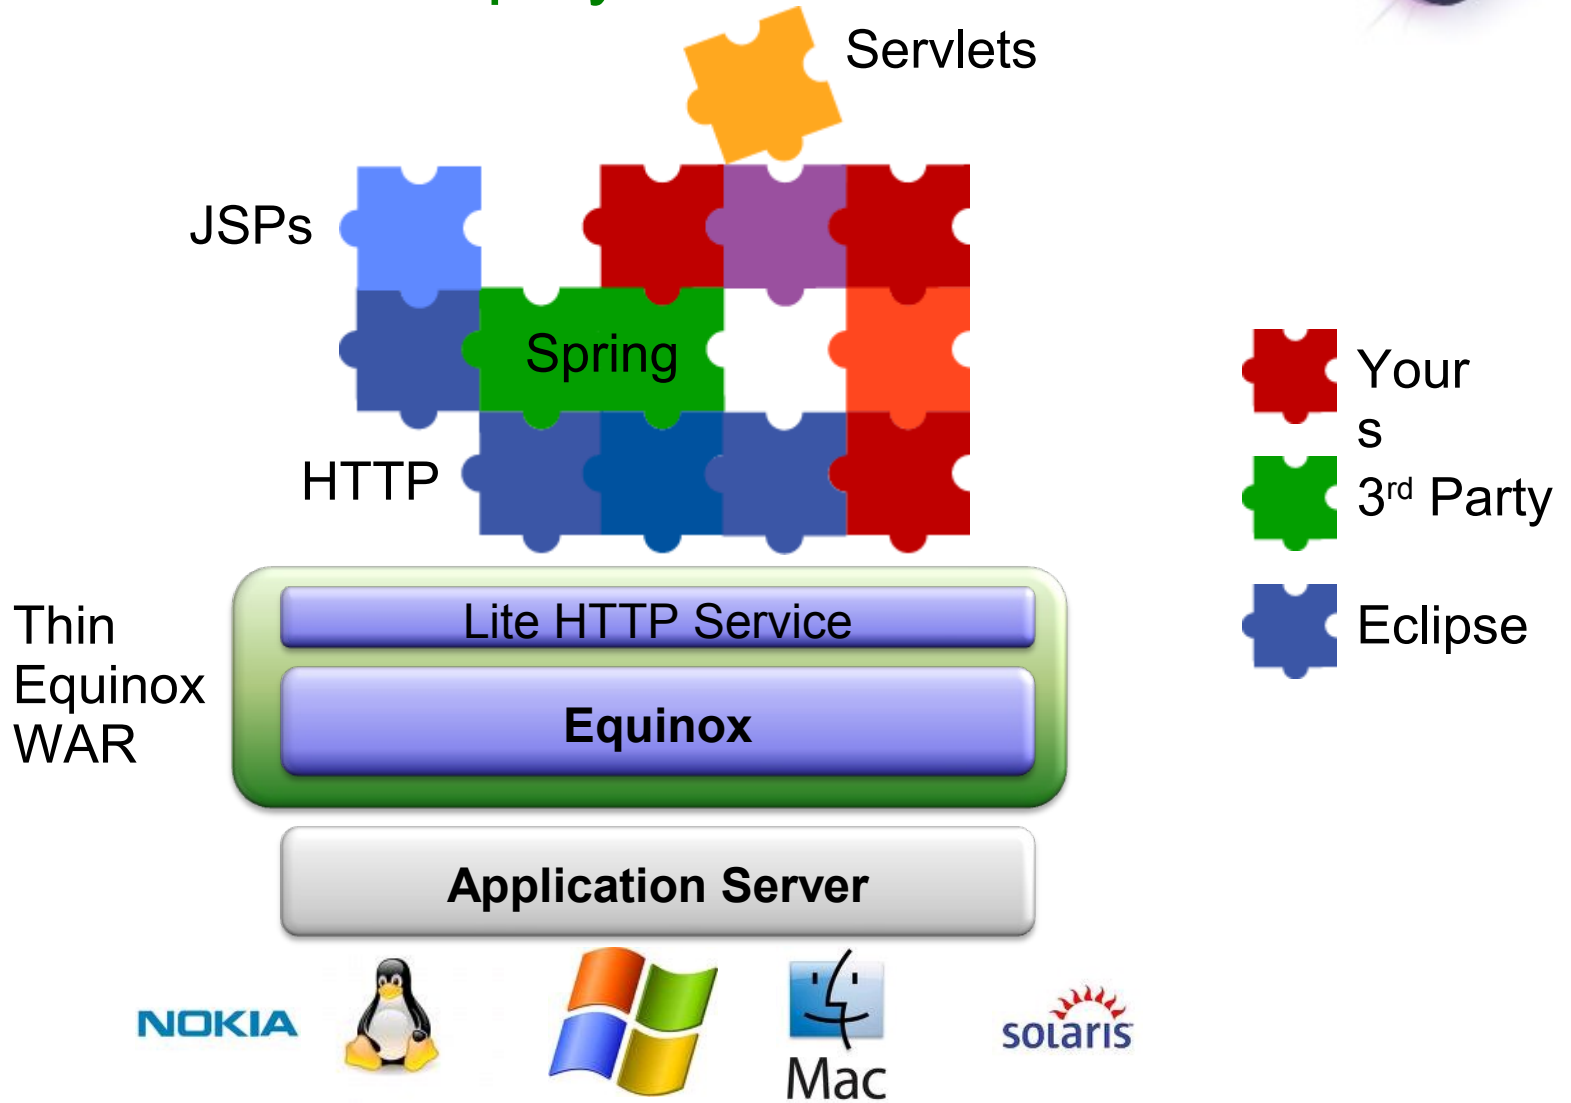 Servlets
JSPs
Spring
HTTP
Your
s
3rd Party
Eclipse
Thin
Equinox
WAR
Lite HTTP Service
Equinox
Application Server
NOKIA
solaris
Mac